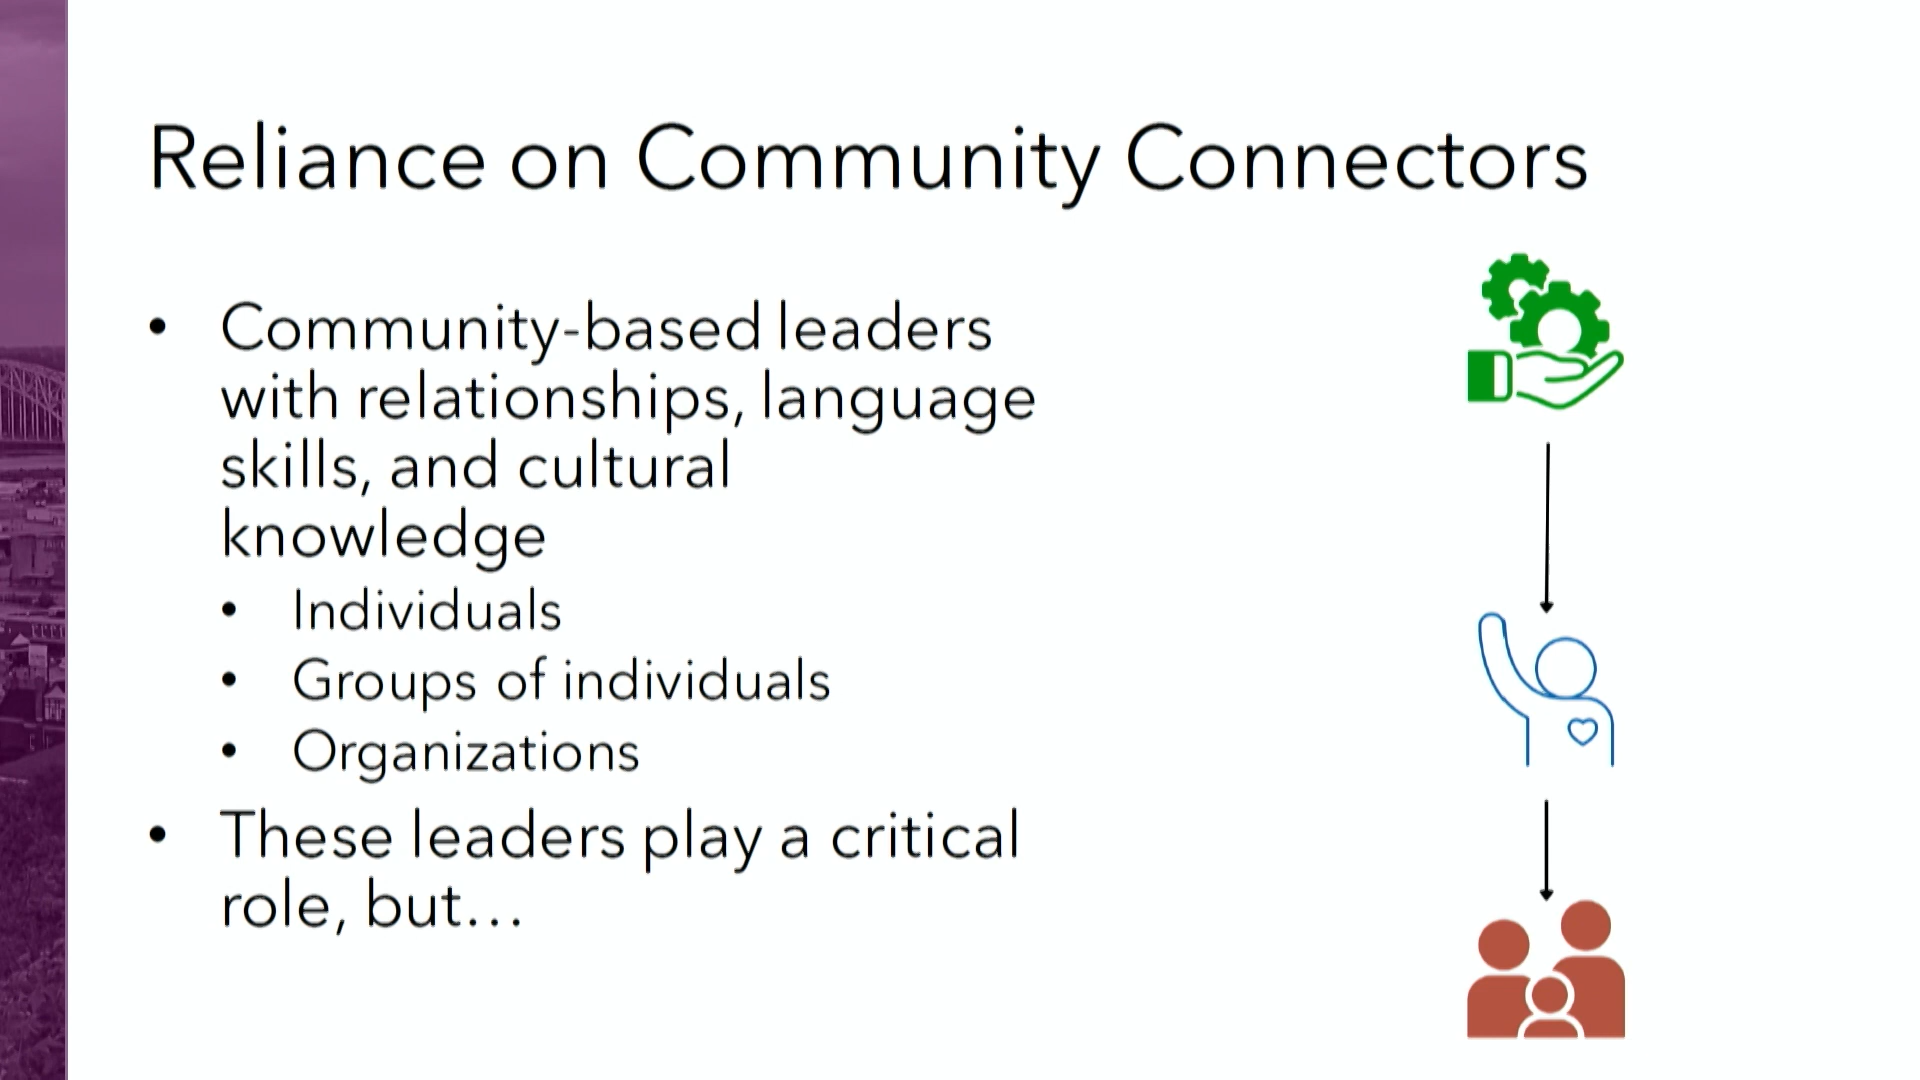 Reliance on Community Connectors
• Community-based leaders
with relationships, language
skills, and cultural
knowledge
• Individuals
• Groups of individuals
• Organizations
• These leaders play a critical
role, but...